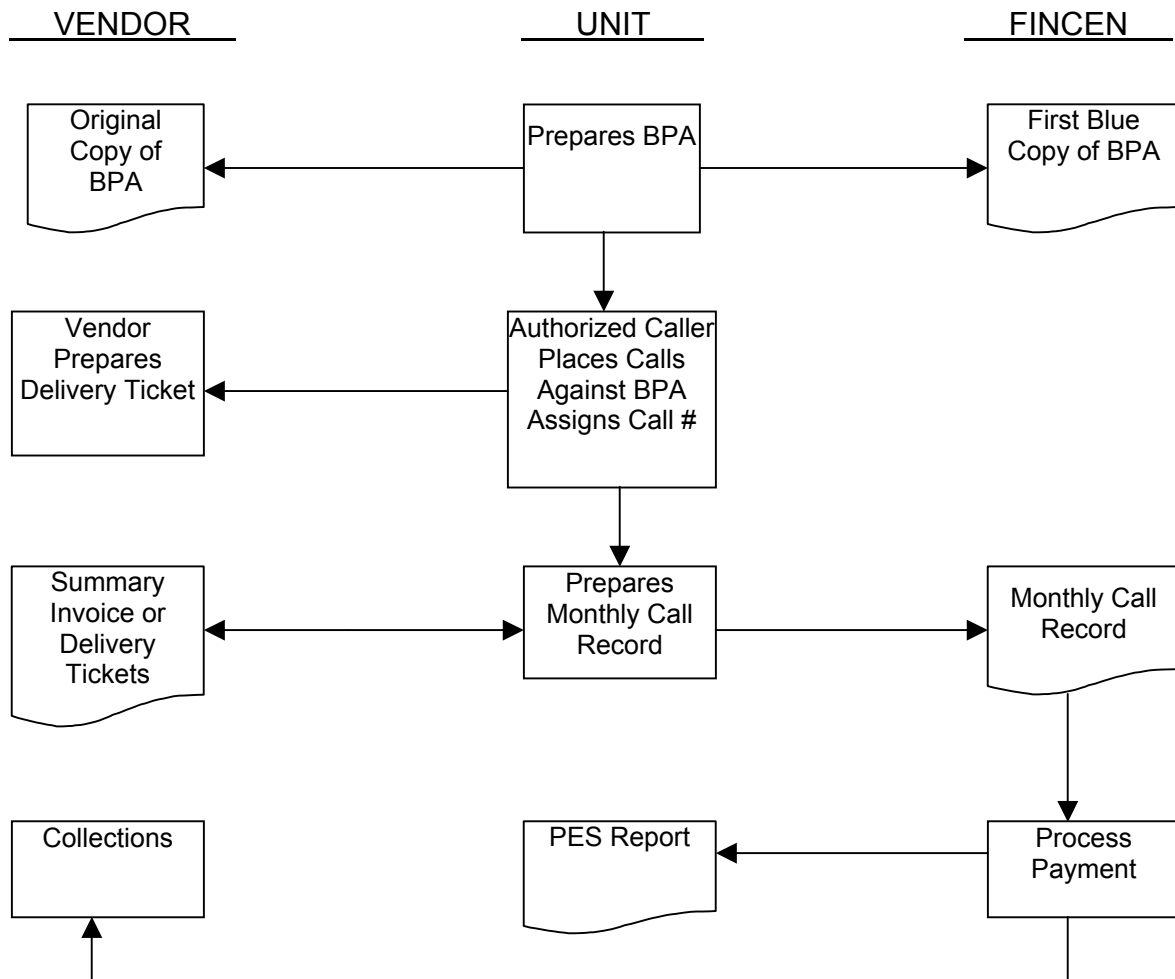 VENDOR
UNIT
FINCEN
Original
Copy of
BPA
Prepares BPA
First Blue
Copy of BPA
Vendor
Prepares
Delivery Ticket
Authorized Caller
Places Calls
Against BPA
Assigns Call #
Summary
Invoice or
Delivery
Tickets
Prepares
Monthly Call
Record
Monthly Call
Record
Collections
PES Report
Process
Payment